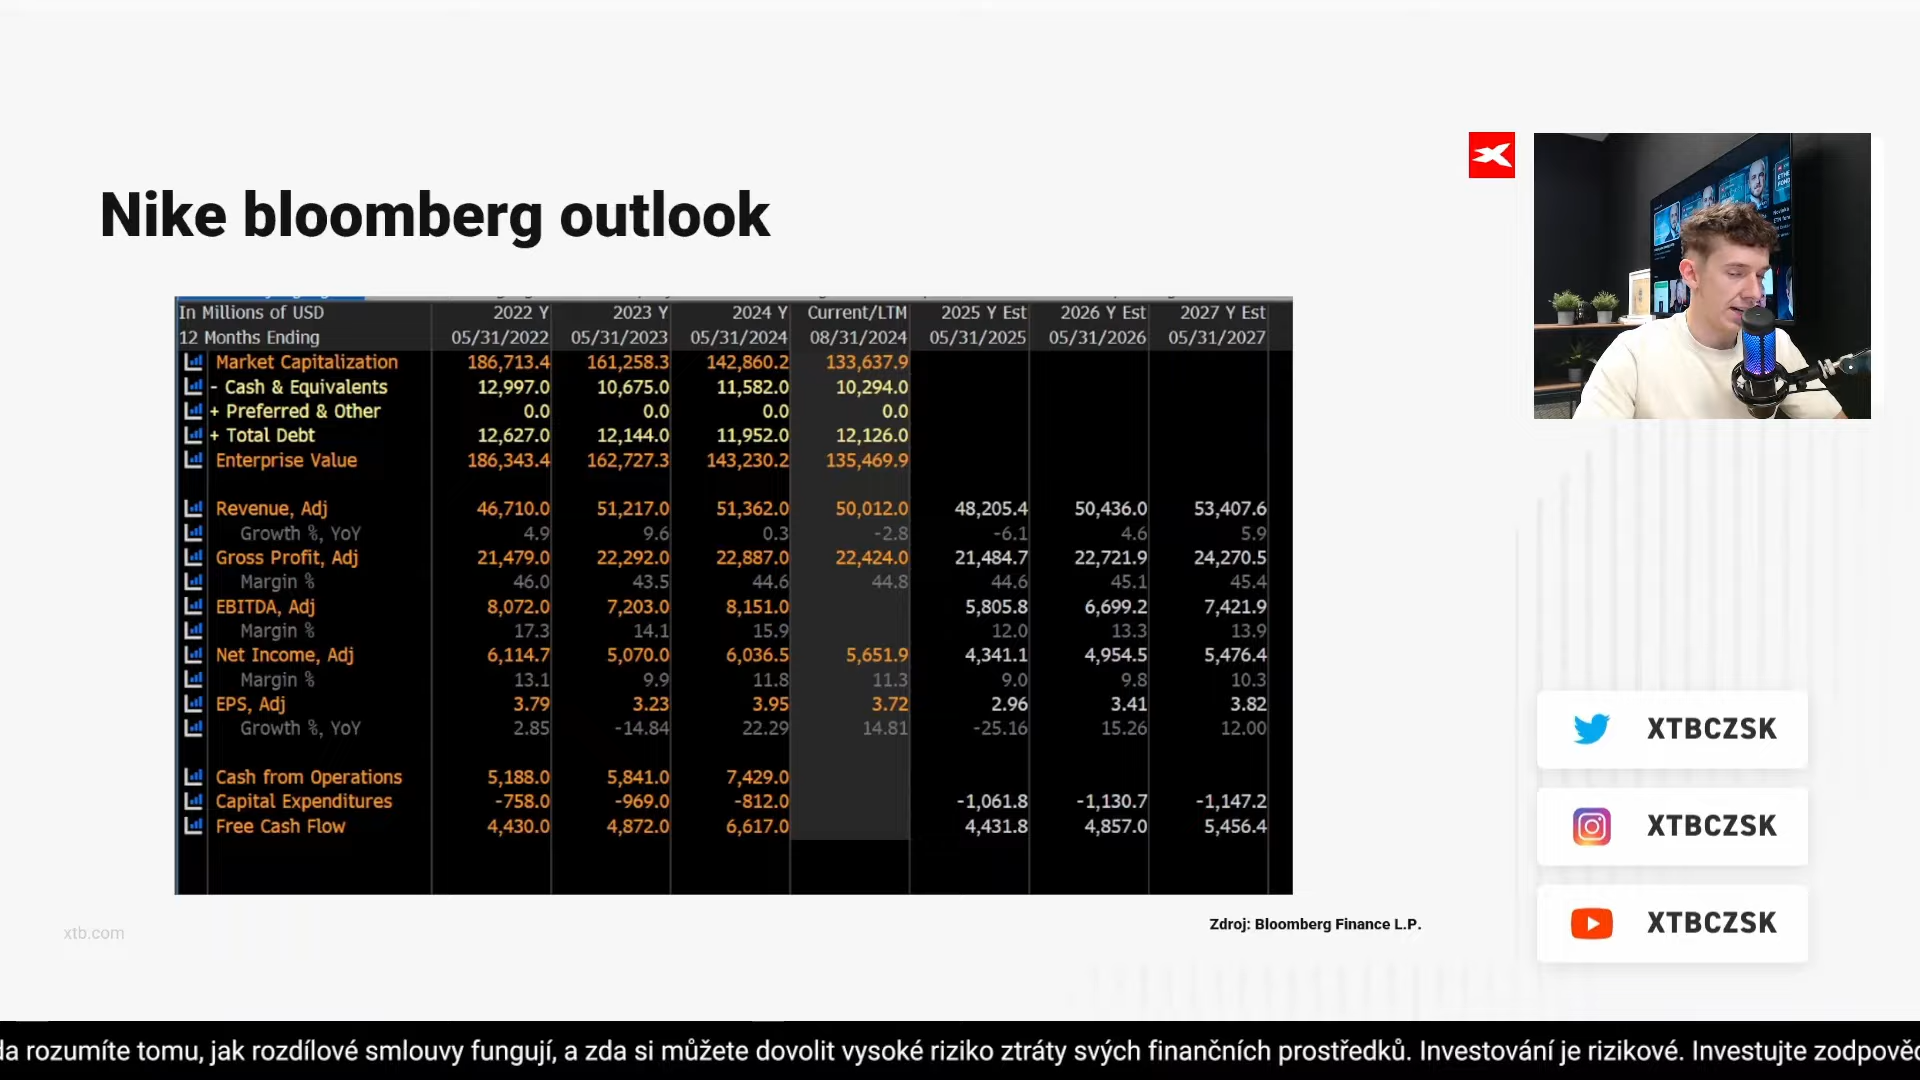 Nike bloomberg outlook
In Millions of USD 2022 Y 2023 Y 2024 Y Current/LTM 2025 Y Est 2026 Y Est 2027 Y Est
12 Months Ending 05/31/2022 05/31/2023 05/31/2024 08/31/2024 05/31/2025 05/31/2026 05/31/2027
Market Capitalization 186,713.4 161,258.3 142,860.2 133,637.9
- Cash & Equivalents 12,997.0 10,675.0 11,582.0 10,294.0
+ Preferred & Other 0.0 0.0 0.0 0.0
+ Total Debt 12,627.0 12,144.0 11,952.0 12,126.0
Enterprise Value 186,343.4 162,727.3 143,230.2 135,469.9
Revenue, Adj 46,710.0 51,217.0 51,362.0 50,012.0 48,205.4 50,436.0 53,407.6
Growth %, YoY 4.9 9.6 0.3 -2.8 -6.1 4.6 5.9
Gross Profit, Adj 21,479.0 22,292.0 22,887.0 22,424.0 21,484.7 22,721.9 24,270.5
Margin % 46.0 43.5 44.6 44.8 44.6 45.1 45.4
EBITDA, Adj 8,072.0 7,203.0 8,151.0 5,805.8 6,699.2 7,421.9
Margin % 17.3 14.1 15.9 12.0 13.3 13.9
Net Income, Adj 6,114.7 5,070.0 6,036.5 5,651.9 4,341.1 4,954.5 5,476.4
Margin % 13.1 9.9 11.8 11.3 9.0 9.8 10.3
EPS, Adj 3.79 3.23 3.95 3.72 2.96 3.41 3.82
Growth %, YoY 2.85 -14.84 22.29 14.81 -25.16 15.26 12.00
Cash from Operations 5,188.0 5,841.0 7,429.0
Capital Expenditures -758.0 -969.0 -812.0 -1,061.8 -1,130.7 -1,147.2
Free Cash Flow 4,430.0 4,872.0 6,617.0 4,431.8 4,857.0 5,456.4
Zdroj: Bloomberg Finance L.P.
xtb.com
XTBCZSK
XTBCZSK
XTBCZSK
da rozumíte tomu, jak rozdílové smlouvy fungují, a zda si můžete dovolit vysoké riziko ztráty svých finančních prostředků. Investování je rizikové. Investujte zodpověd